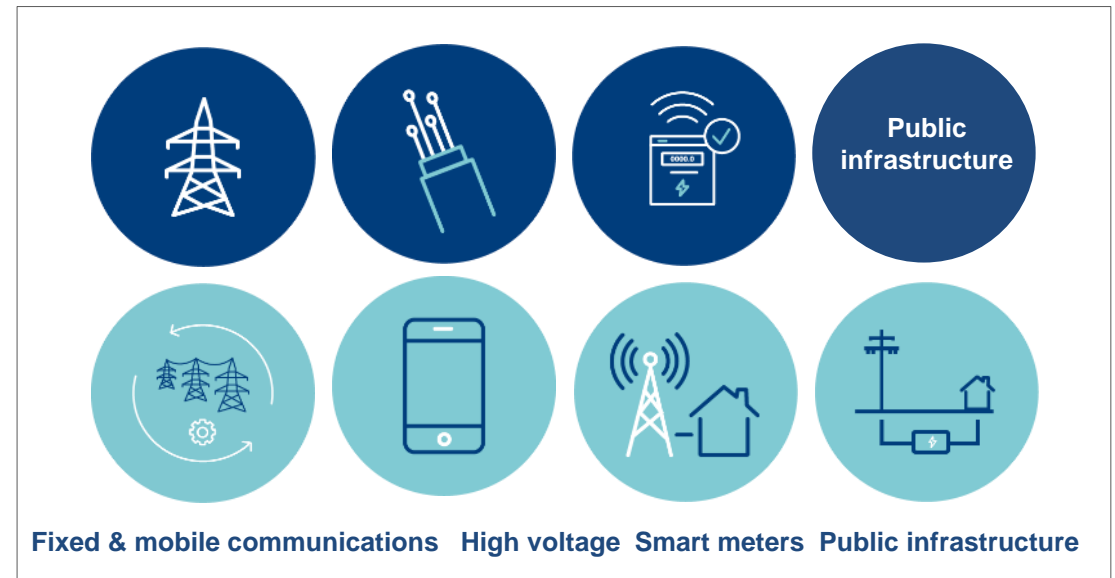 0000.0
Public
infrastructure
Fixed & mobile communications High voltage Smart meters Public infrastructure